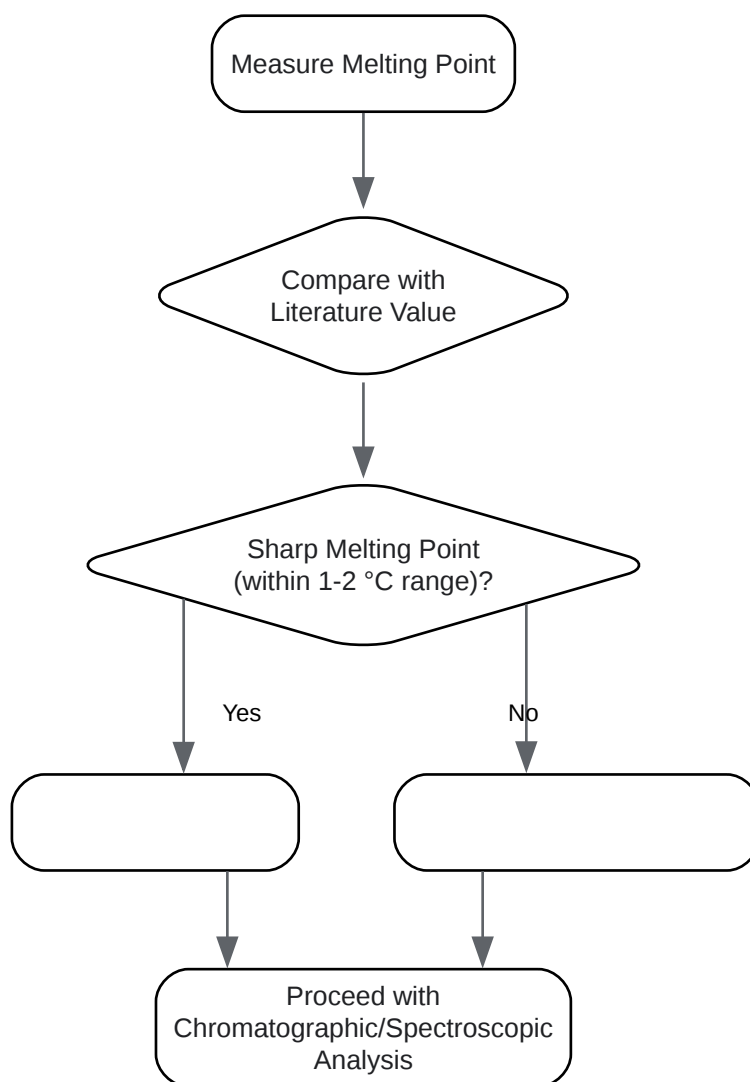 Measure Melting Point
Compare with
Literature Value
Sharp Melting Point
(within 1-2 °C range)?
Yes
No
Proceed with
Chromatographic/Spectroscopic
Analysis